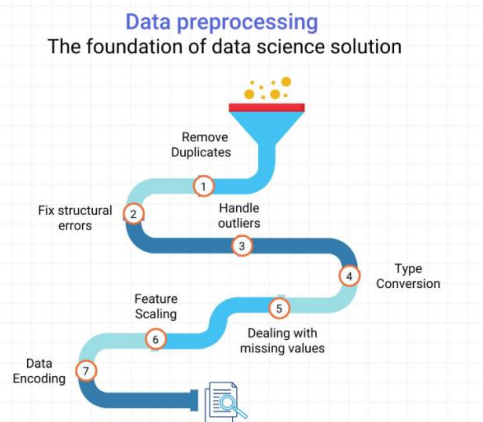 Data preprocessing
The foundation of data science solution
Remove
Duplicates
1
Fix structural
errors
2
Handle
outliers
3
4
Type
Conversion
5
Dealing with
missing values
Feature
Scaling
6
Data
Encoding
7